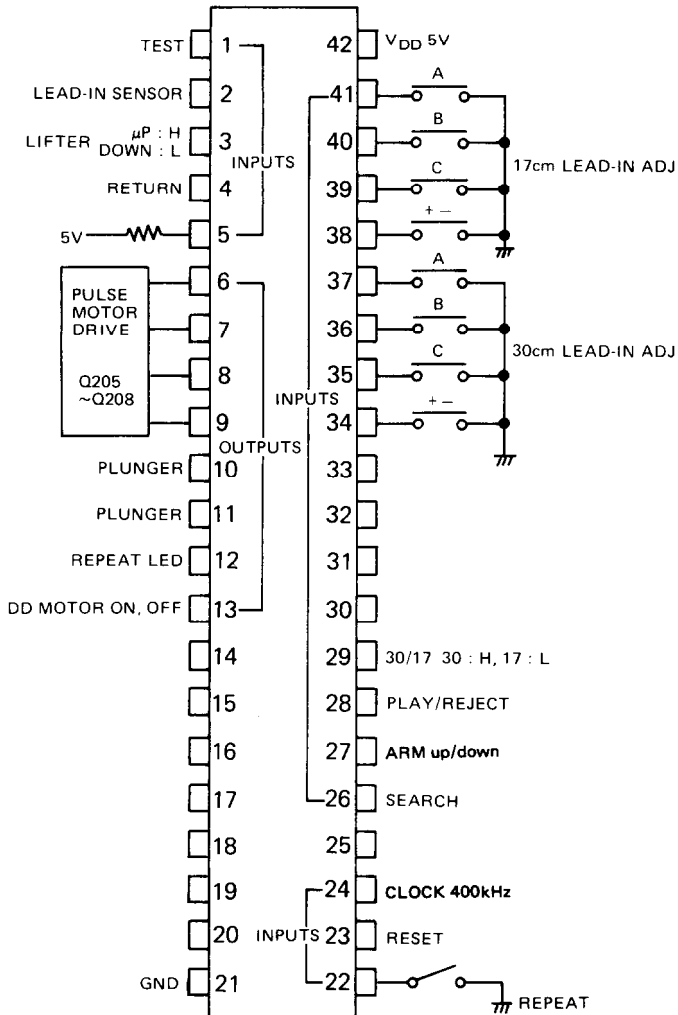 TEST 1
LEAD-IN SENSOR 2
LIFTER μP : H
DOWN : L 3
INPUTS
RETURN 4
5V 5
PULSE
MOTOR
DRIVE
Q205
~Q208
6
7
8
9
OUTPUTS
PLUNGER 10
PLUNGER 11
REPEAT LED 12
DD MOTOR ON, OFF 13
14
15
16
17
18
19
20
GND 21
42 VDD 5V
41 A
40 B
39 C
38 + −
17cm LEAD-IN ADJ
37 A
36 B
35 C
34 + −
30cm LEAD-IN ADJ
INPUTS
33
32
31
30
29 30/17 30 : H, 17 : L
28 PLAY/REJECT
27 ARM up/down
26 SEARCH
25
24 CLOCK 400kHz
INPUTS 23 RESET
22 REPEAT